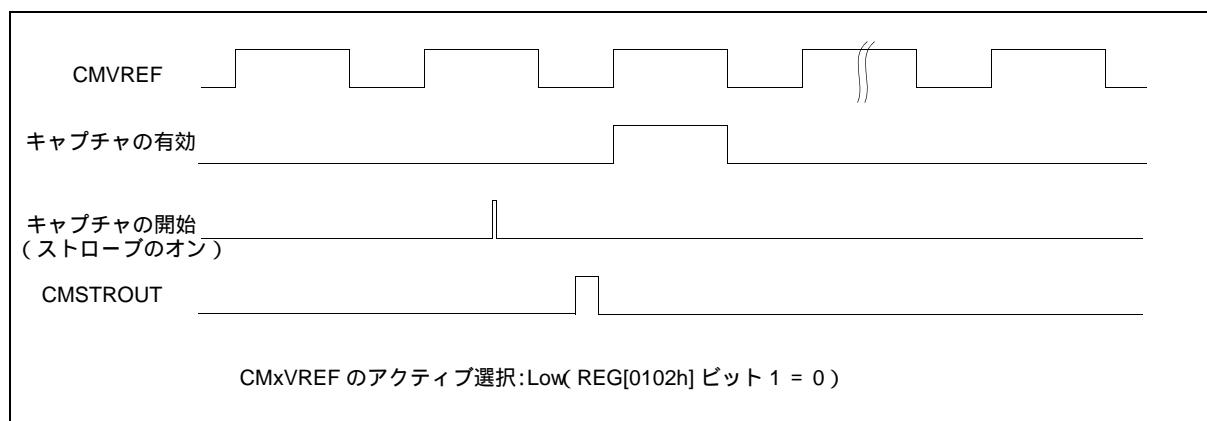 CMVREF
キャプチャの有効
キャプチャの開始
(ストローブのオン)
CMSTROUT
CMxVREF のアクティブ選択:Low( REG[0102h] ビット 1 = 0 )